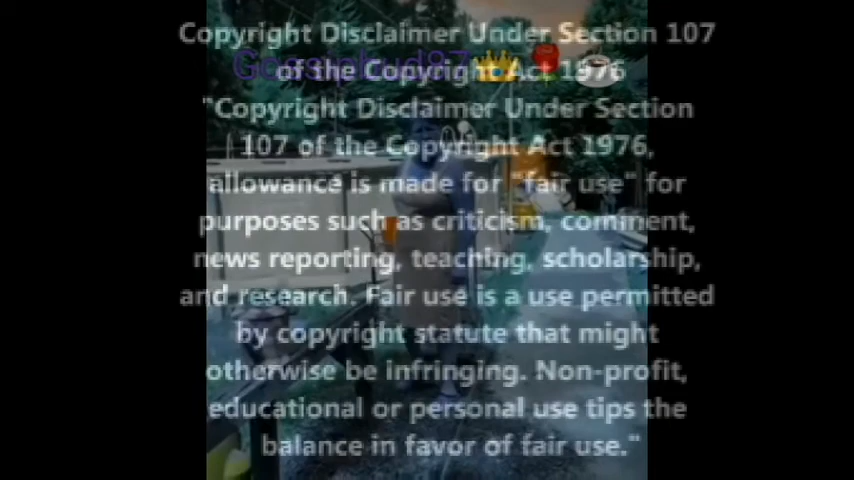 Copyright Disclaimer Under Section 107
of the Copyright Act 1976
"Copyright Disclaimer Under Section
107 of the Copyright Act 1976,
allowance is made for "fair use" for
purposes such as criticism, comment,
news reporting, teaching, scholarship,
and research. Fair use is a use permitted
by copyright statute that might
otherwise be infringing. Non-profit,
educational or personal use tips the
balance in favor of fair use."